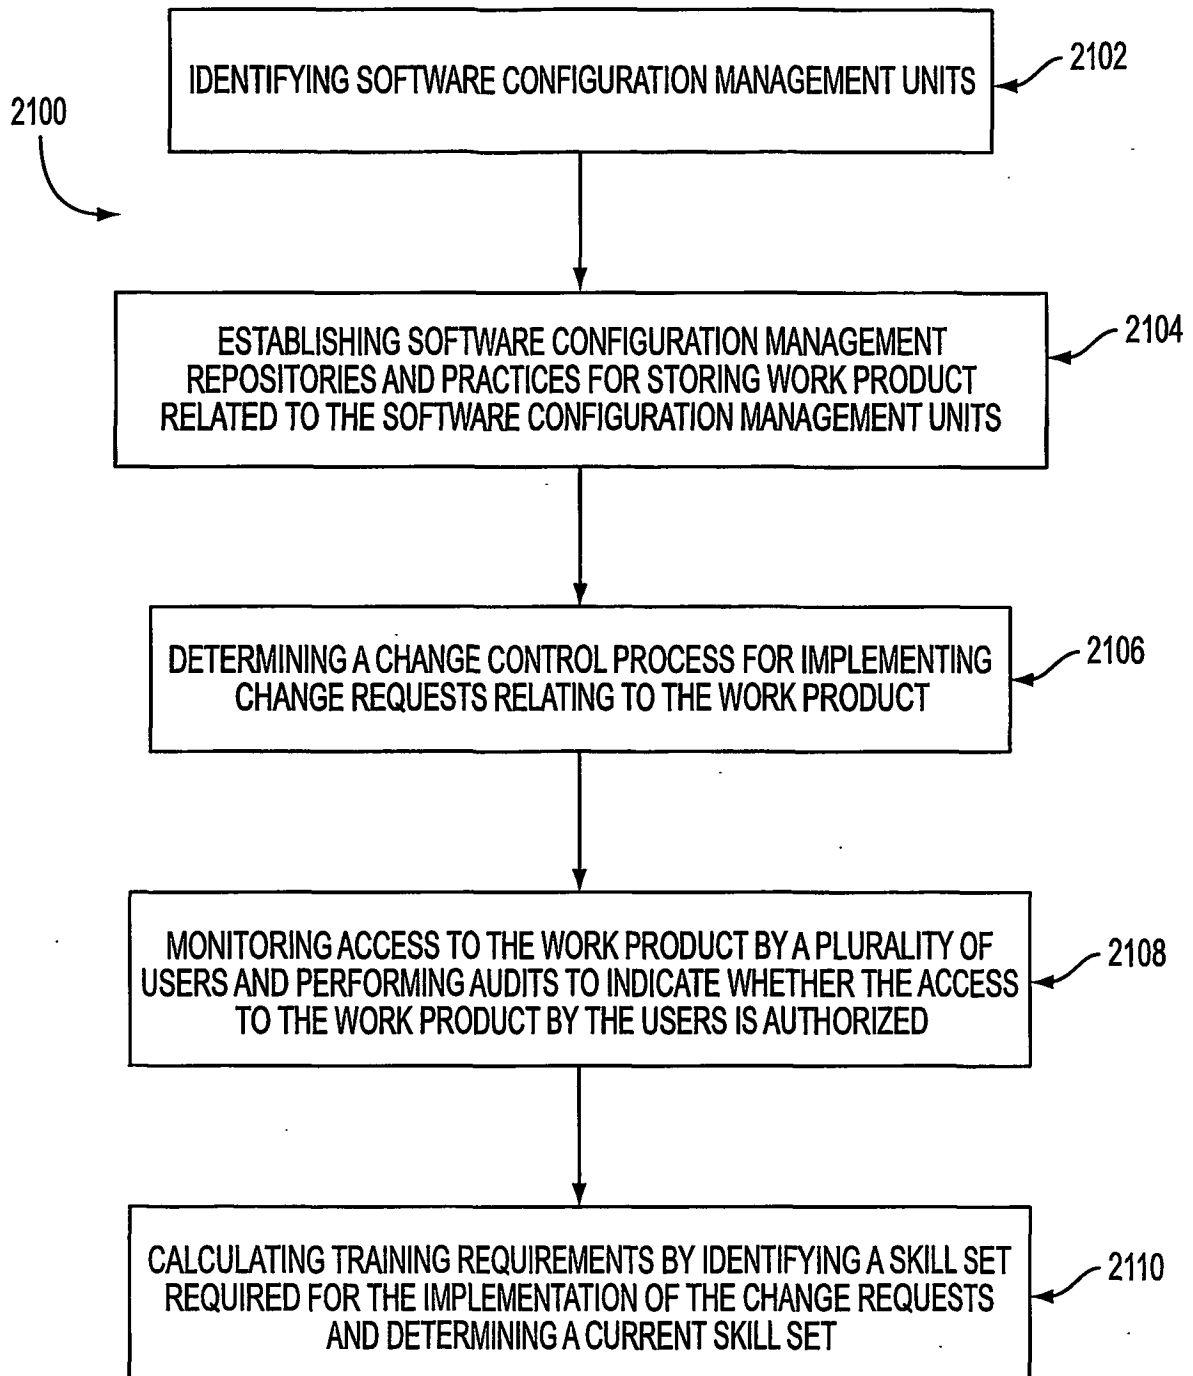 IDENTIFYING SOFTWARE CONFIGURATION MANAGEMENT UNITS
2102
2100
ESTABLISHING SOFTWARE CONFIGURATION MANAGEMENT
REPOSITORIES AND PRACTICES FOR STORING WORK PRODUCT
RELATED TO THE SOFTWARE CONFIGURATION MANAGEMENT UNITS
2104
DETERMINING A CHANGE CONTROL PROCESS FOR IMPLEMENTING
CHANGE REQUESTS RELATING TO THE WORK PRODUCT
2106
MONITORING ACCESS TO THE WORK PRODUCT BY A PLURALITY OF
USERS AND PERFORMING AUDITS TO INDICATE WHETHER THE ACCESS
TO THE WORK PRODUCT BY THE USERS IS AUTHORIZED
2108
CALCULATING TRAINING REQUIREMENTS BY IDENTIFYING A SKILL SET
REQUIRED FOR THE IMPLEMENTATION OF THE CHANGE REQUESTS
AND DETERMINING A CURRENT SKILL SET
2110